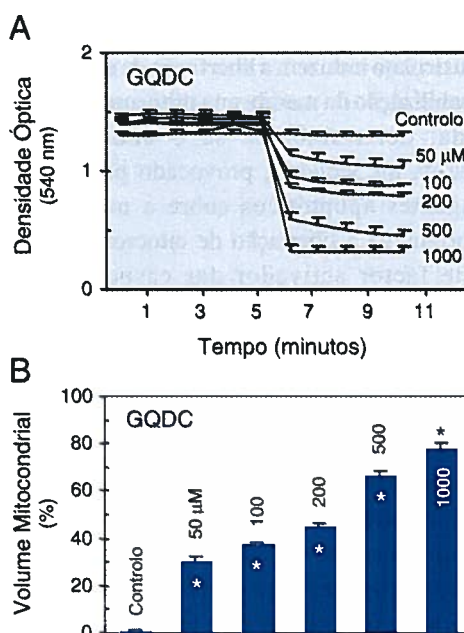 A
GQDC
Densidade Óptica
(540 nm)
2
1
0
Controlo
50 µM
100
200
500
1000
1 3 5 7 9 11
Tempo (minutos)
B
GQDC
Volume Mitocondrial
(%)
100
80
60
40
20
0
Controlo
50 µM
*
100
*
200
*
500
*
1000
*